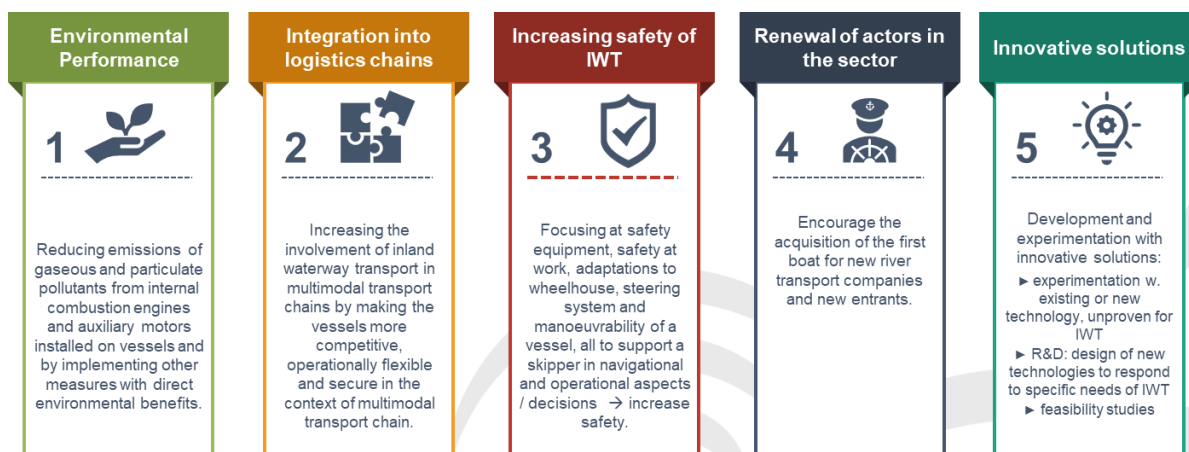 Environmental
Performance
1
Reducing emissions of
gaseous and particulate
pollutants from internal
combustion engines
and auxiliary motors
installed on vessels and
by implementing other
measures with direct
environmental benefits.
Integration into
logistics chains
2
Increasing the
involvement of inland
waterway transport in
multimodal transport
chains by making the
vessels more
competitive,
operationally flexible
and secure in the
context of multimodal
transport chain.
Increasing safety of
IWT
3
Focusing at safety
equipment, safety at
work, adaptations to
wheelhouse, steering
system and
manoeuvrability of a
vessel, all to support a
skipper in navigational
and operational aspects
/ decisions → increase
safety.
Renewal of actors in
the sector
4
Encourage the
acquisition of the first
boat for new river
transport companies
and new entrants.
Innovative solutions
5
Development and
experimentation with
innovative solutions:
► experimentation w.
existing or new
technology, unproven for
IWT
► R&D: design of new
technologies to respond
to specific needs of IWT
► feasibility studies